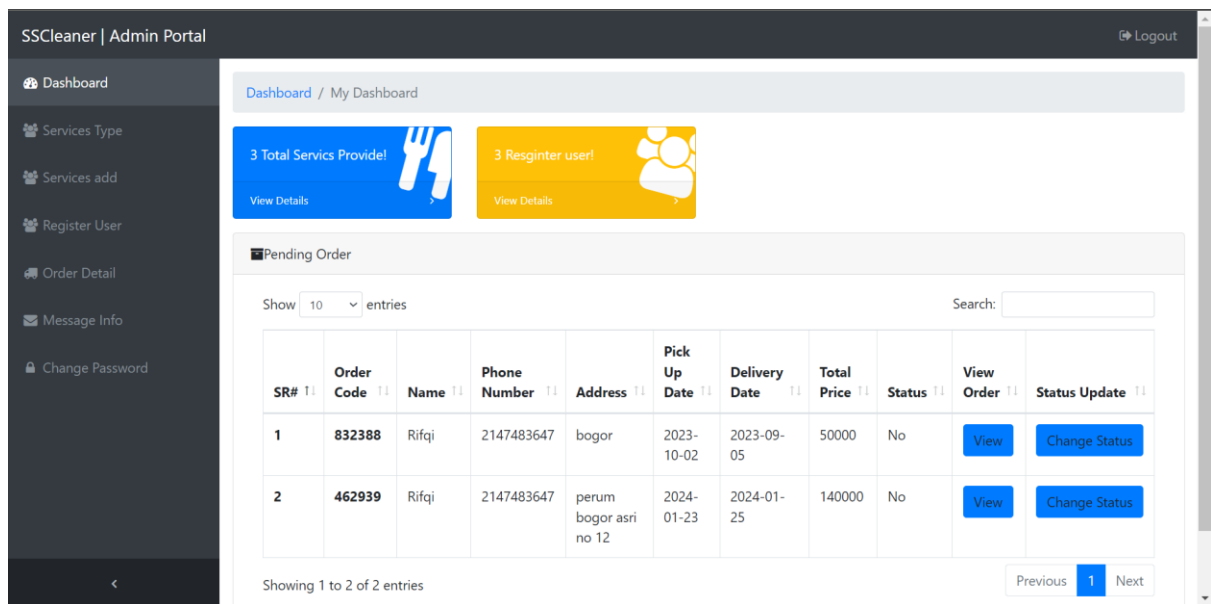 SSCleaner | Admin Portal
Logout
Dashboard
Services Type
Services add
Register User
Order Detail
Message Info
Change Password
Dashboard / My Dashboard
3 Total Servics Provide!
View Details
3 Resginter user!
View Details
Pending Order
Show 10 entries
Search:
SR# Order Code Name Phone Number Address Pick Up Date Delivery Date Total Price Status View Order Status Update
1 832388 Rifqi 2147483647 bogor 2023-10-02 2023-09-05 50000 No View Change Status
2 462939 Rifqi 2147483647 perum bogor asri no 12 2024-01-23 2024-01-25 140000 No View Change Status
Showing 1 to 2 of 2 entries
Previous 1 Next